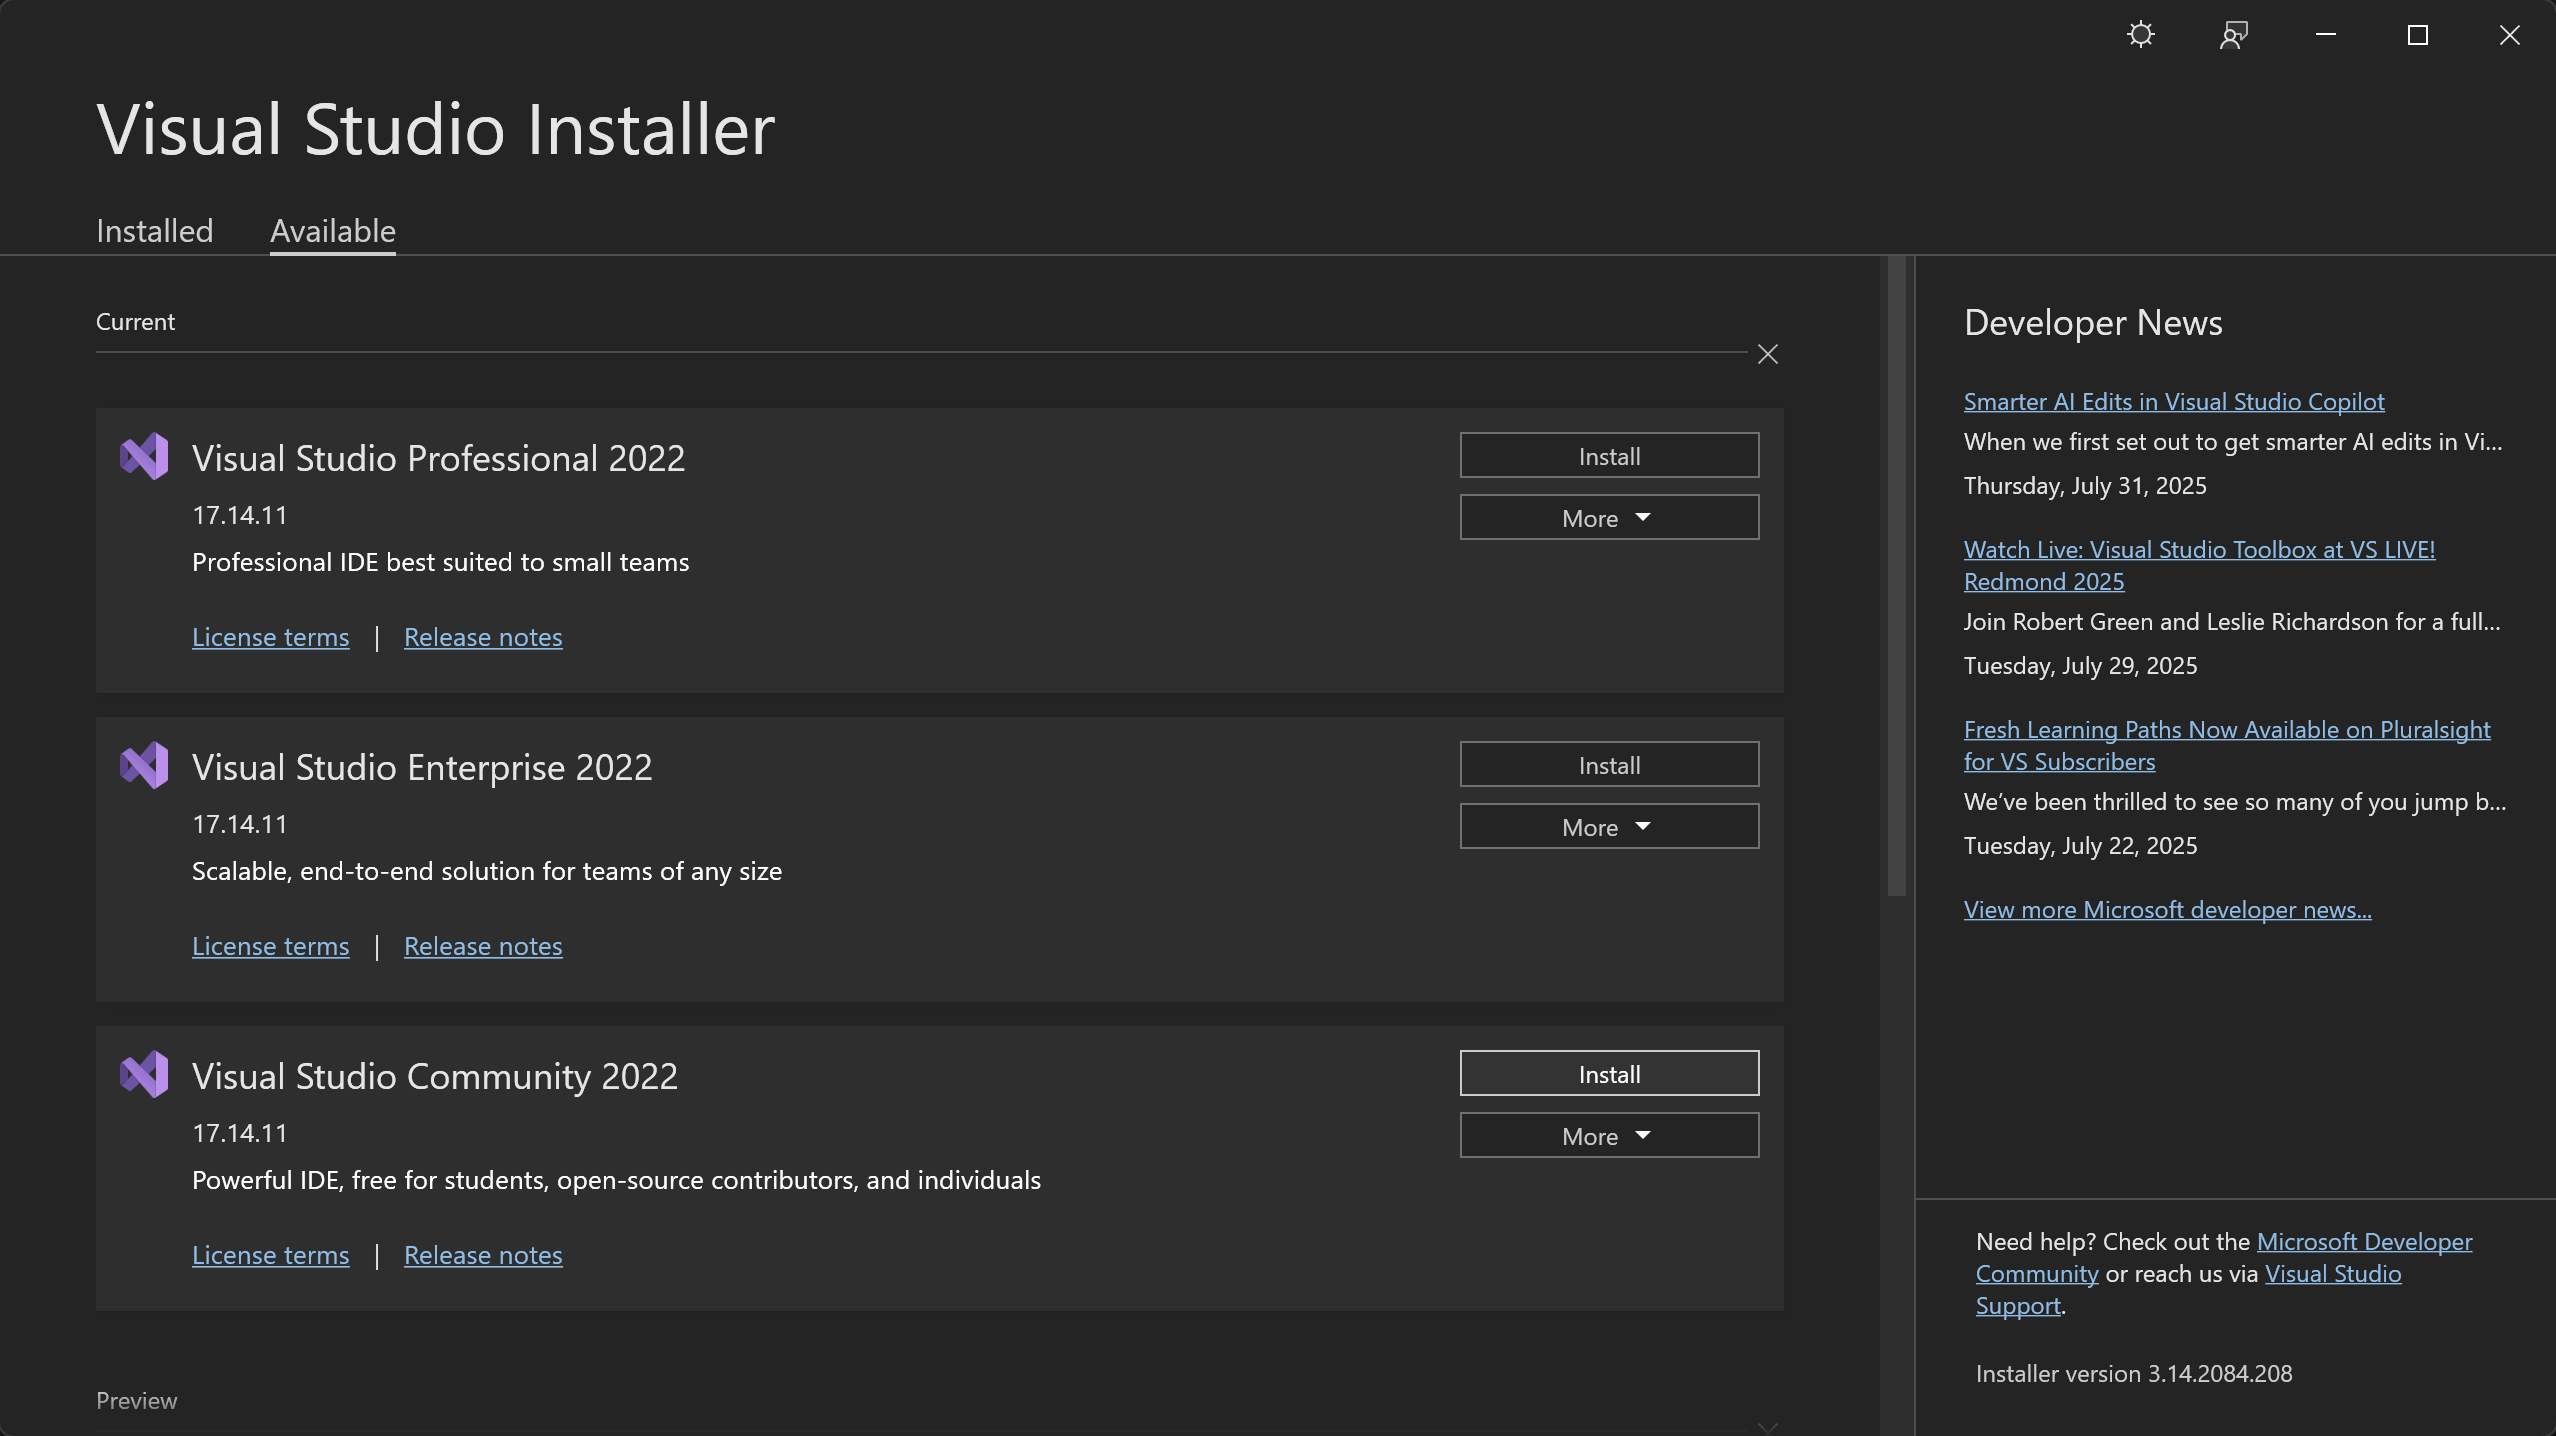 Visual Studio Installer
Installed
Available
Current
Visual Studio Professional 2022
17.14.11
Professional IDE best suited to small teams
License terms | Release notes
Install
More
Visual Studio Enterprise 2022
17.14.11
Scalable, end-to-end solution for teams of any size
License terms | Release notes
Install
More
Visual Studio Community 2022
17.14.11
Powerful IDE, free for students, open-source contributors, and individuals
License terms | Release notes
Install
More
Preview
Developer News
Smarter AI Edits in Visual Studio Copilot
When we first set out to get smarter AI edits in Vi...
Thursday, July 31, 2025
Watch Live: Visual Studio Toolbox at VS LIVE!
Redmond 2025
Join Robert Green and Leslie Richardson for a full...
Tuesday, July 29, 2025
Fresh Learning Paths Now Available on Pluralsight
for VS Subscribers
We’ve been thrilled to see so many of you jump b...
Tuesday, July 22, 2025
View more Microsoft developer news...
Need help? Check out the Microsoft Developer
Community or reach us via Visual Studio
Support.
Installer version 3.14.2084.208